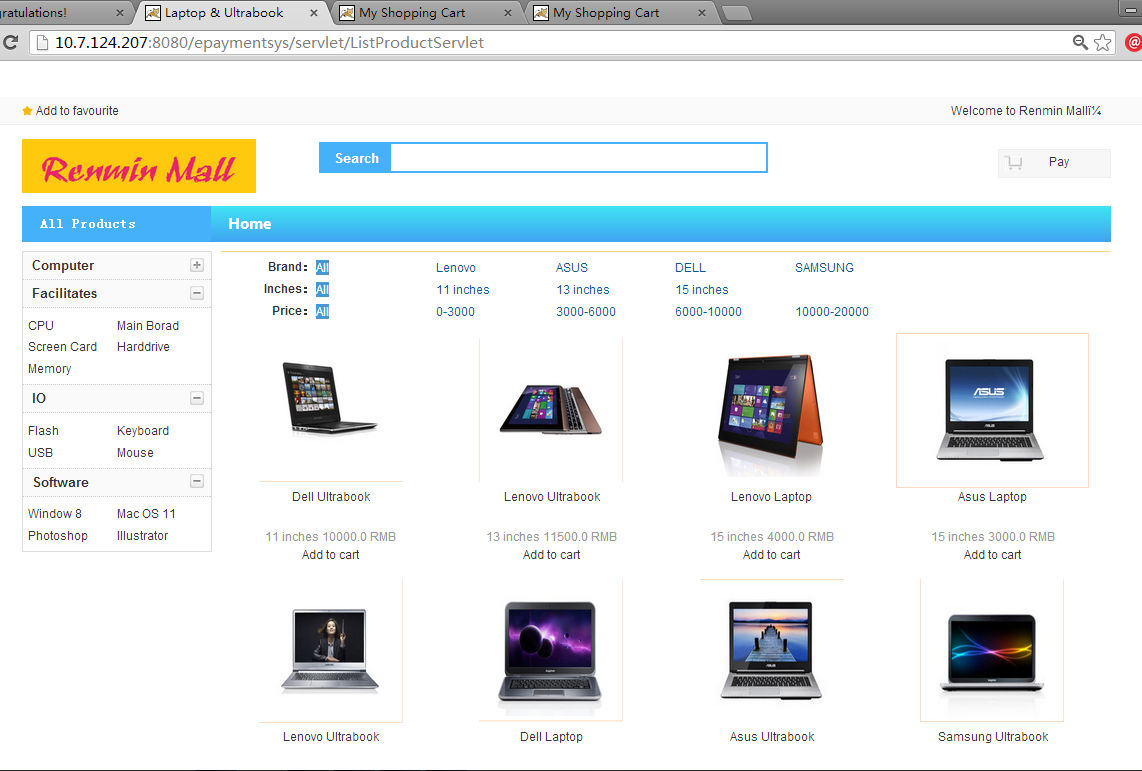 gratulations!
Laptop & Ultrabook
My Shopping Cart
My Shopping Cart
10.7.124.207:8080/epaymentsys/servlet/ListProductServlet
Add to favourite
Welcome to Renmin Mallï¼
Renmin Mall
Search
Pay
All Products
Home
Computer
Facilitates
CPU Main Borad
Screen Card Harddrive
Memory
IO
Flash Keyboard
USB Mouse
Software
Window 8 Mac OS 11
Photoshop Illustrator
Brand: All Lenovo ASUS DELL SAMSUNG
Inches: All 11 inches 13 inches 15 inches
Price: All 0-3000 3000-6000 6000-10000 10000-20000
ASUS
Dell Ultrabook Lenovo Ultrabook Lenovo Laptop Asus Laptop
11 inches 10000.0 RMB 13 inches 11500.0 RMB 15 inches 4000.0 RMB 15 inches 3000.0 RMB
Add to cart Add to cart Add to cart Add to cart
Lenovo Ultrabook Dell Laptop Asus Ultrabook Samsung Ultrabook